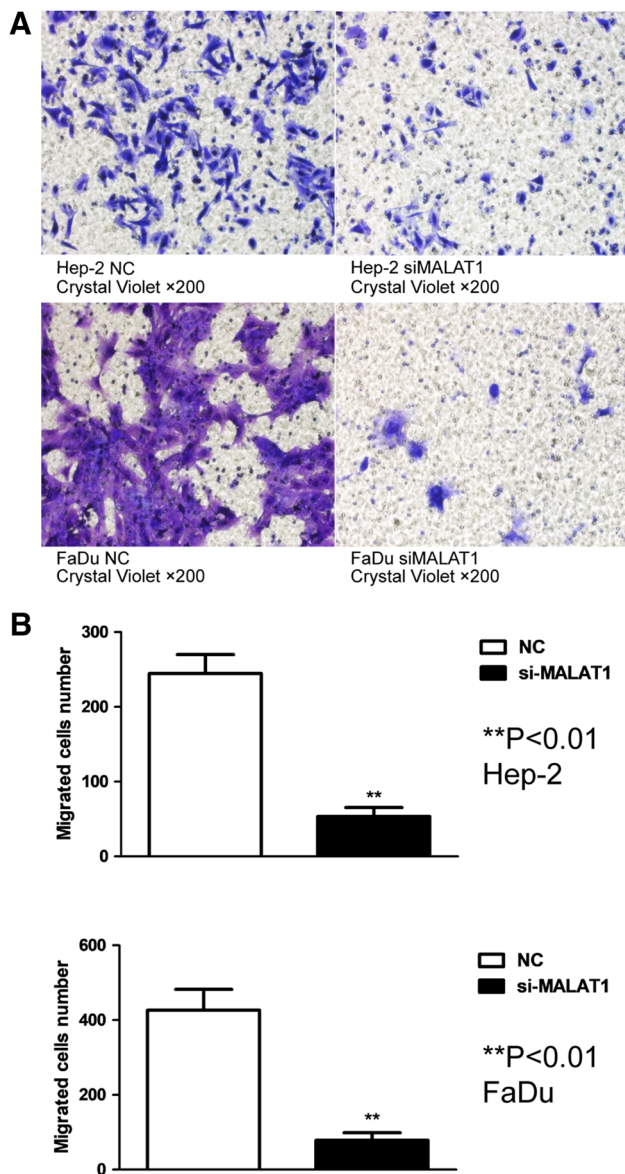 A
Hep-2 NC
Crystal Violet ×200
Hep-2 siMALAT1
Crystal Violet ×200
FaDu NC
Crystal Violet ×200
FaDu siMALAT1
Crystal Violet ×200
B
Migrated cells number
300
200
100
0
**
NC
si-MALAT1
**P<0.01
Hep-2
Migrated cells number
600
400
200
0
**
NC
si-MALAT1
**P<0.01
FaDu